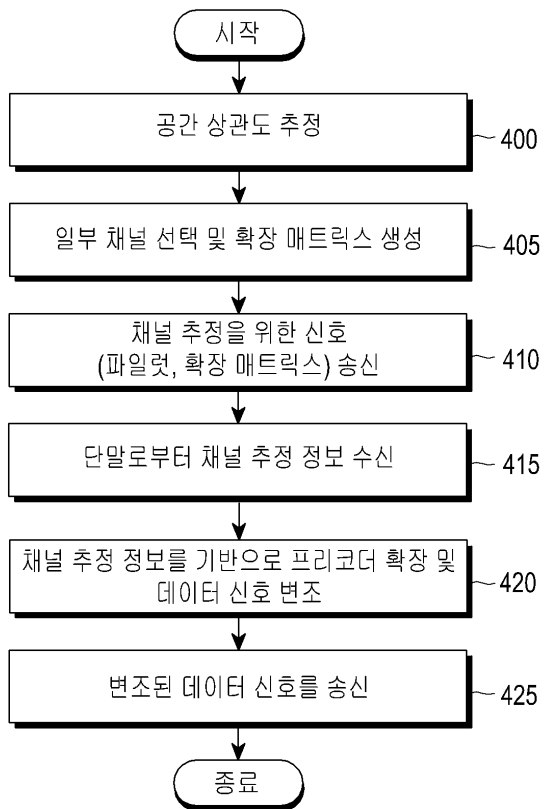 시작
공간 상관도 추정
400
일부 채널 선택 및 확장 매트릭스 생성
405
채널 추정을 위한 신호
(파일럿, 확장 매트릭스) 송신
410
단말로부터 채널 추정 정보 수신
415
채널 추정 정보를 기반으로 프리코더 확장 및
데이터 신호 변조
420
변조된 데이터 신호를 송신
425
종료